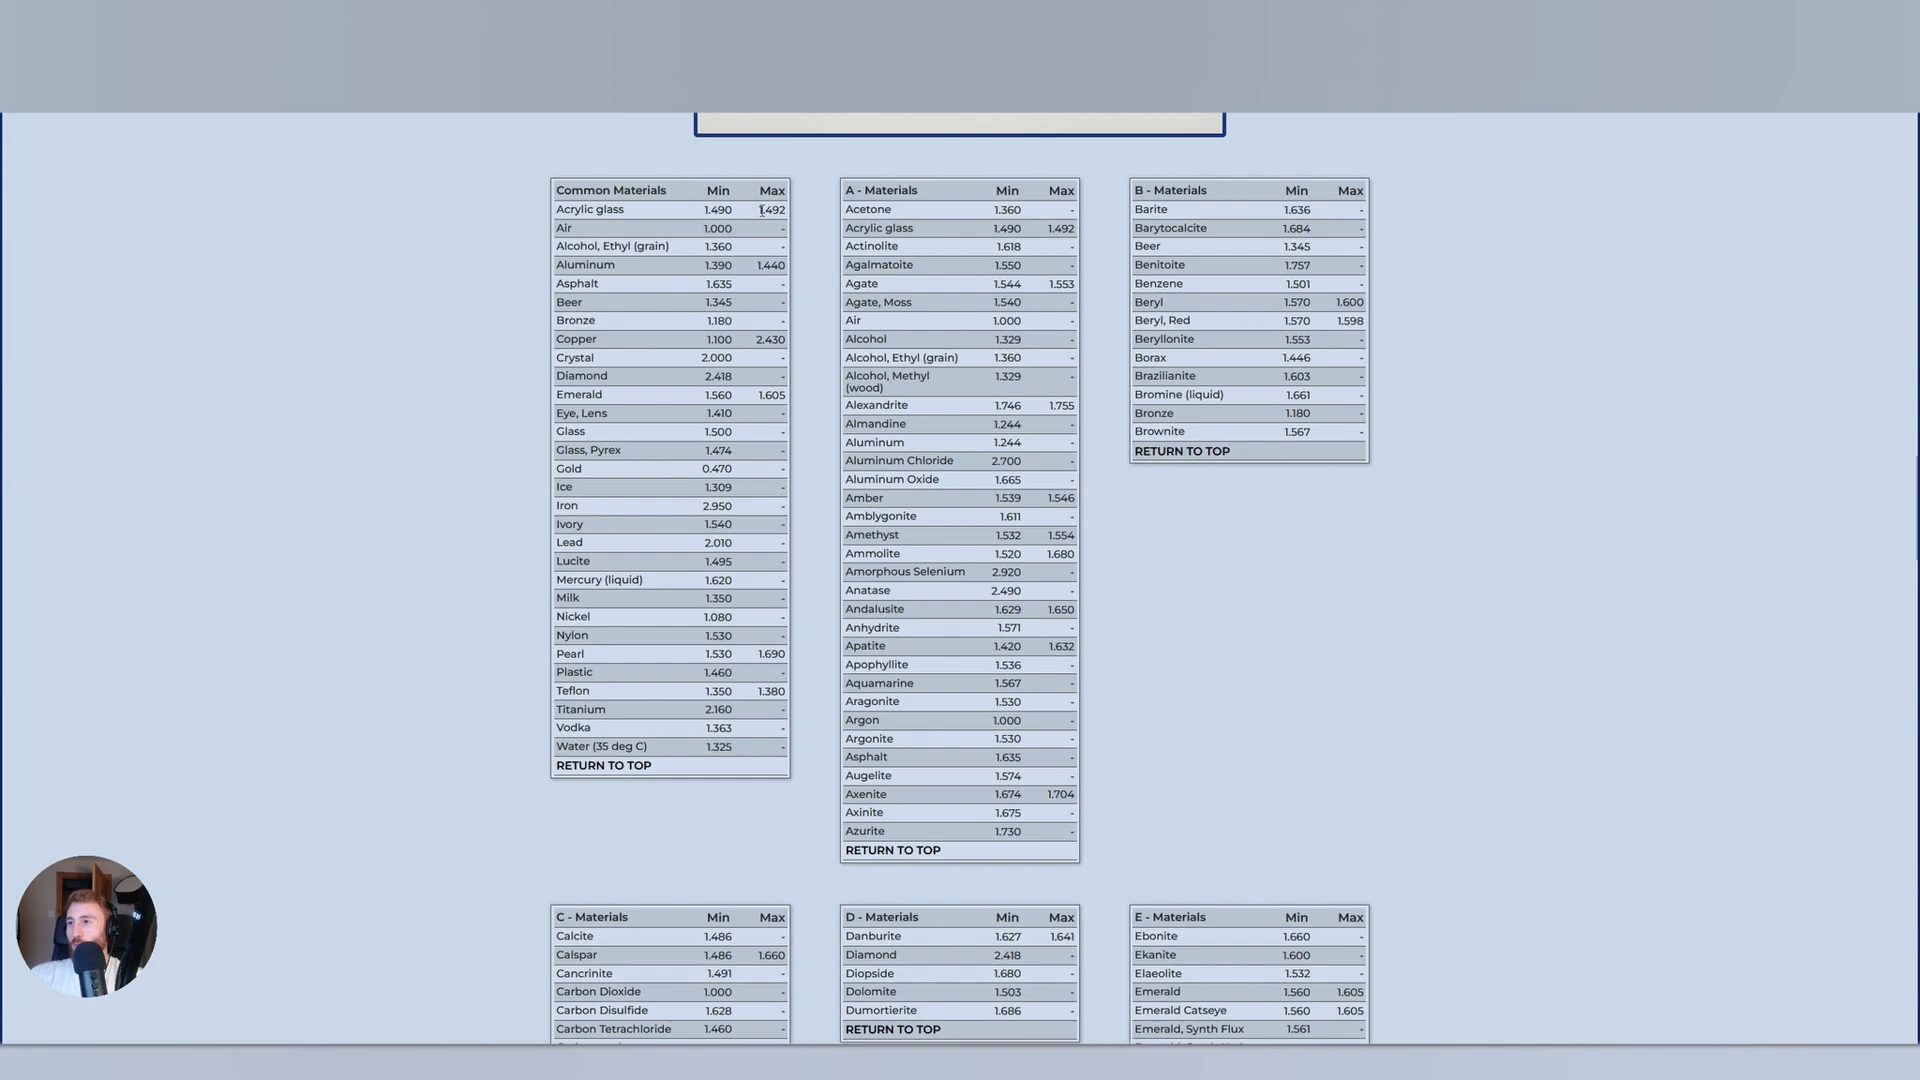 Common Materials Min Max
Acrylic glass 1.490 1.492
Air 1.000 -
Alcohol, Ethyl (grain) 1.360 -
Aluminum 1.390 1.440
Asphalt 1.635 -
Beer 1.345 -
Bronze 1.180 -
Copper 1.100 2.430
Crystal 2.000 -
Diamond 2.418 -
Emerald 1.560 1.605
Eye, Lens 1.410 -
Glass 1.500 -
Glass, Pyrex 1.474 -
Gold 0.470 -
Ice 1.309 -
Iron 2.950 -
Ivory 1.540 -
Lead 2.010 -
Lucite 1.495 -
Mercury (liquid) 1.620 -
Milk 1.350 -
Nickel 1.080 -
Nylon 1.530 -
Pearl 1.530 1.690
Plastic 1.460 -
Teflon 1.350 1.380
Titanium 2.160 -
Vodka 1.363 -
Water (35 deg C) 1.325 -
RETURN TO TOP
A - Materials Min Max
Acetone 1.360 -
Acrylic glass 1.490 1.492
Actinolite 1.618 -
Agalmatoite 1.550 -
Agate 1.544 1.553
Agate, Moss 1.540 -
Air 1.000 -
Alcohol 1.329 -
Alcohol, Ethyl (grain) 1.360 -
Alcohol, Methyl 1.329 -
(wood)
Alexandrite 1.746 1.755
Almandine 1.244 -
Aluminum 1.244 -
Aluminum Chloride 2.700 -
Aluminum Oxide 1.665 -
Amber 1.539 1.546
Amblygonite 1.611 -
Amethyst 1.532 1.554
Ammolite 1.520 1.680
Amorphous Selenium 2.920 -
Anatase 2.490 -
Andalusite 1.629 1.650
Anhydrite 1.571 -
Apatite 1.420 1.632
Apophyllite 1.536 -
Aquamarine 1.567 -
Aragonite 1.530 -
Argon 1.000 -
Argonite 1.530 -
Asphalt 1.635 -
Augelite 1.574 -
Axenite 1.674 1.704
Axinite 1.675 -
Azurite 1.730 -
RETURN TO TOP
B - Materials Min Max
Barite 1.636 -
Barytocalcite 1.684 -
Beer 1.345 -
Benitoite 1.757 -
Benzene 1.501 -
Beryl 1.570 1.600
Beryl, Red 1.570 1.598
Beryllonite 1.553 -
Borax 1.446 -
Brazilianite 1.603 -
Bromine (liquid) 1.661 -
Bronze 1.180 -
Brownite 1.567 -
RETURN TO TOP
C - Materials Min Max
Calcite 1.486 -
Calspar 1.486 1.660
Cancrinite 1.491 -
Carbon Dioxide 1.000 -
Carbon Disulfide 1.628 -
Carbon Tetrachloride 1.460 -
D - Materials Min Max
Danburite 1.627 1.641
Diamond 2.418 -
Diopside 1.680 -
Dolomite 1.503 -
Dumortierite 1.686 -
RETURN TO TOP
E - Materials Min Max
Ebonite 1.660 -
Ekanite 1.600 -
Elaeolite 1.532 -
Emerald 1.560 1.605
Emerald Catseye 1.560 1.605
Emerald, Synth Flux 1.561 -